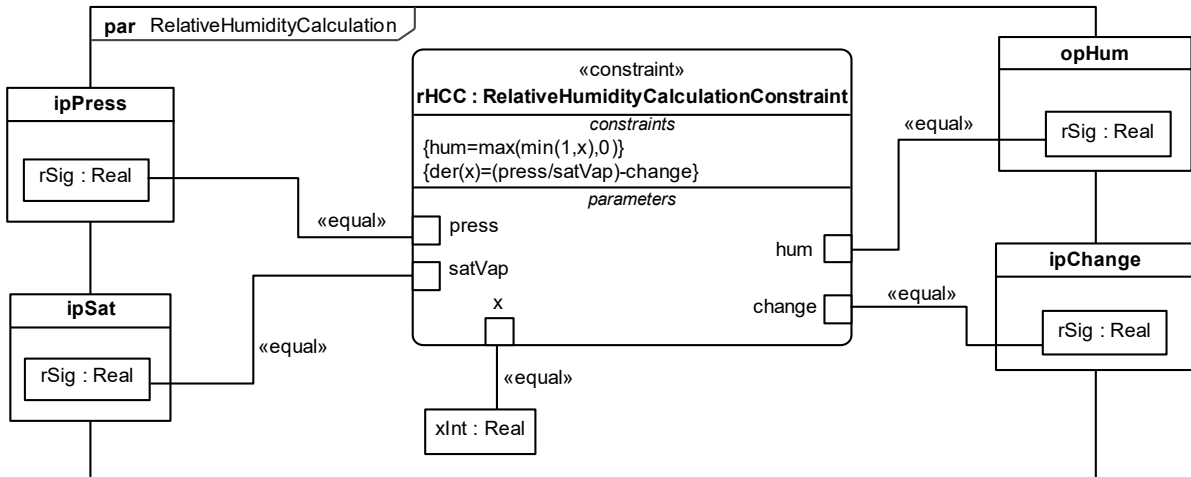 par RelativeHumidityCalculation
ipPress
rSig : Real
«equal»
ipSat
rSig : Real
«equal»
«constraint»
rHCC : RelativeHumidityCalculationConstraint
constraints
{hum=max(min(1,x),0)}
{der(x)=(press/satVap)-change}
parameters
press
satVap
x
hum
change
«equal»
xInt : Real
opHum
rSig : Real
«equal»
ipChange
rSig : Real
«equal»